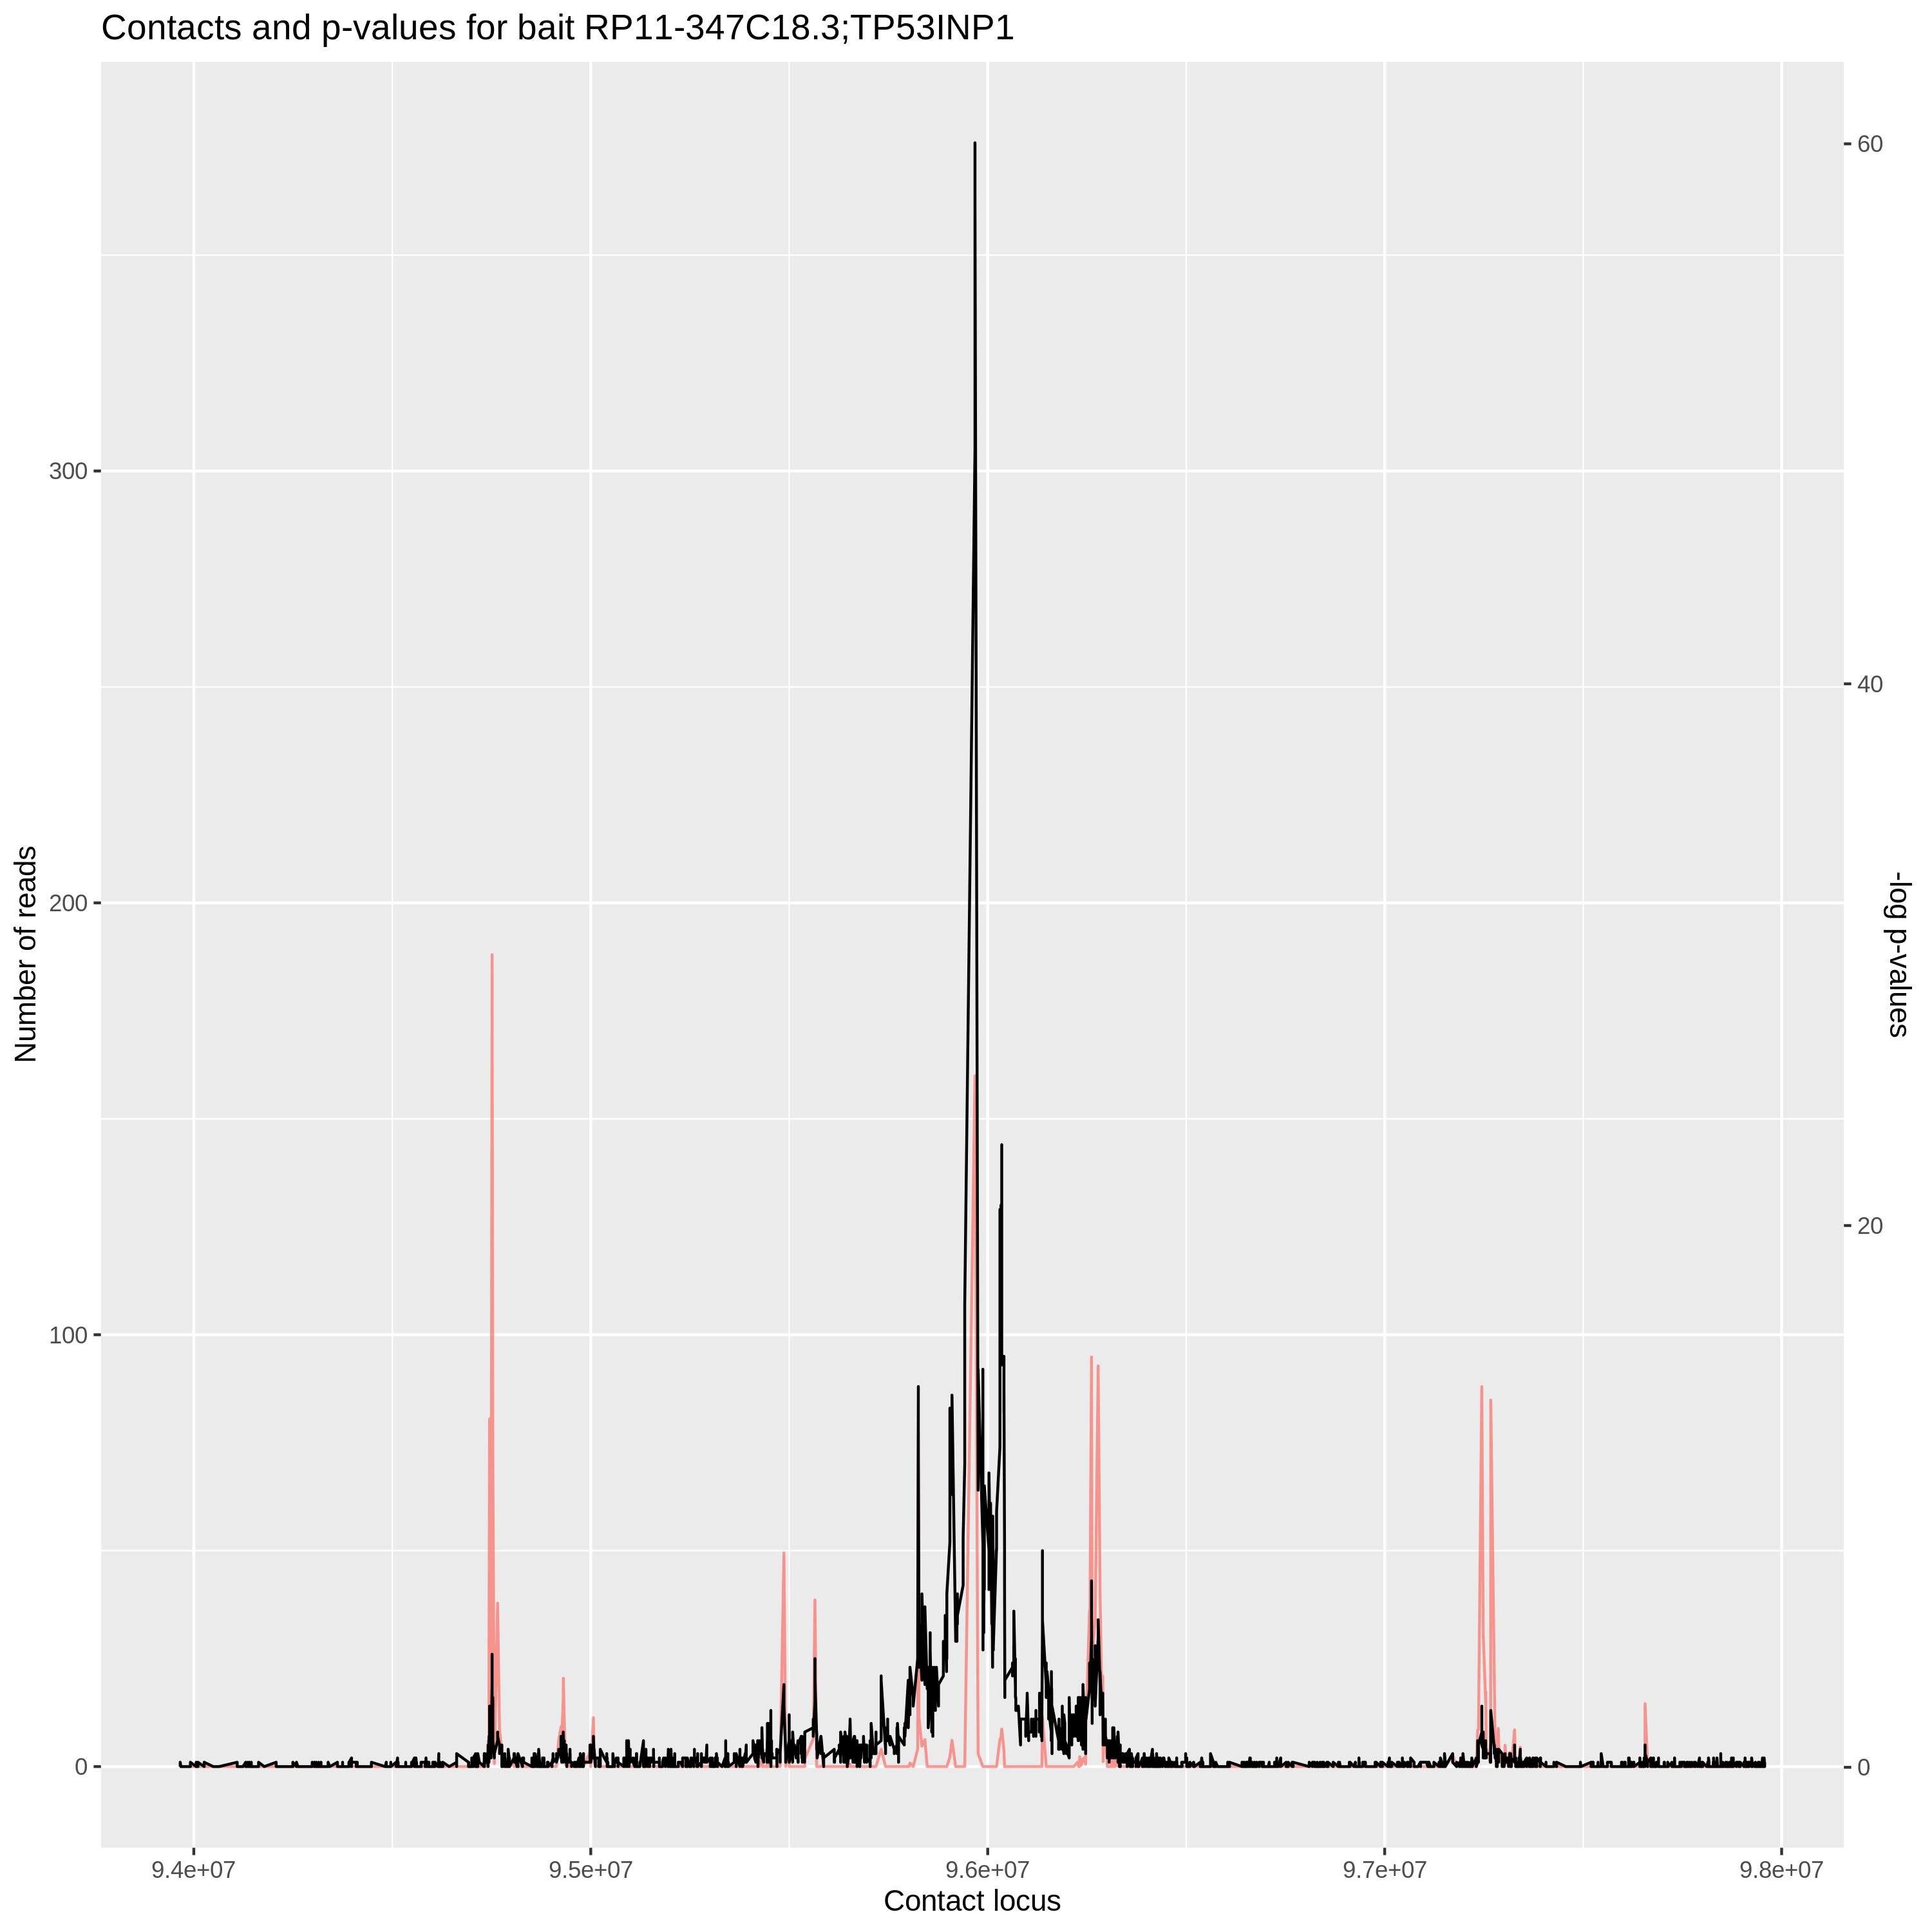 Contacts and p-values for bait RP11-347C18.3;TP53INP1
Number of reads
300
200
100
0
60
40
20
0
-log p-values
9.4e+07
9.5e+07
9.6e+07
9.7e+07
9.8e+07
Contact locus